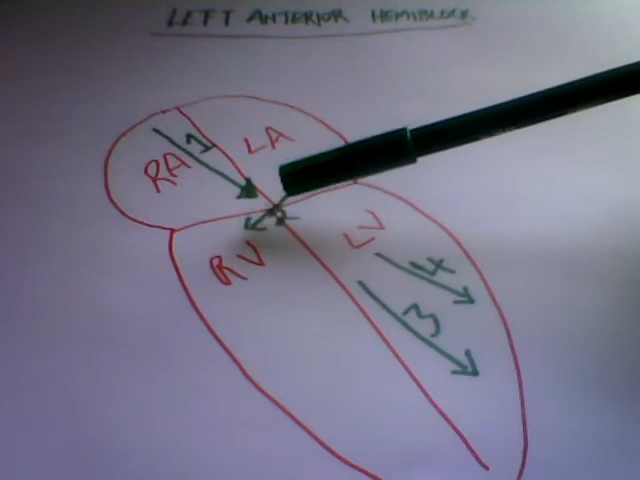 LEFT ANTERIOR HEMIBLOCK
LA
RA 1
RV
LV
4
3